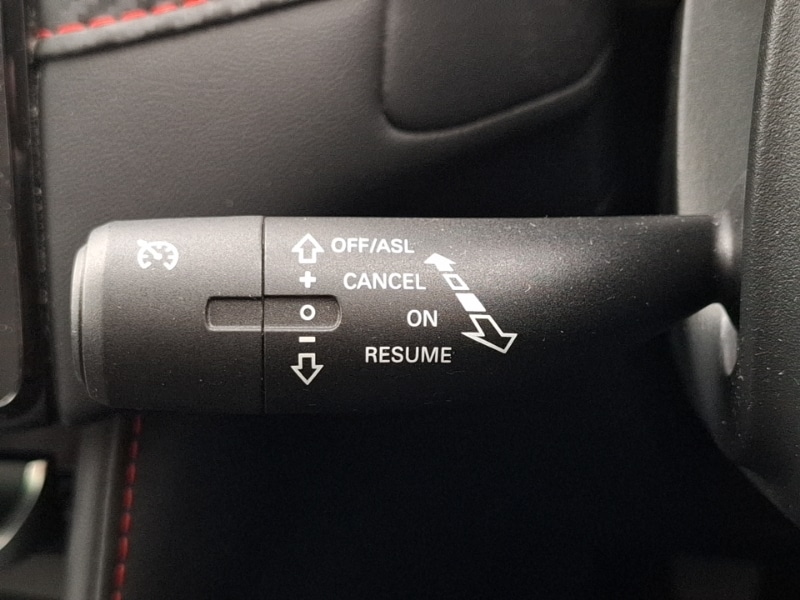 OFF/ASL
+ CANCEL
O ON
- RESUME